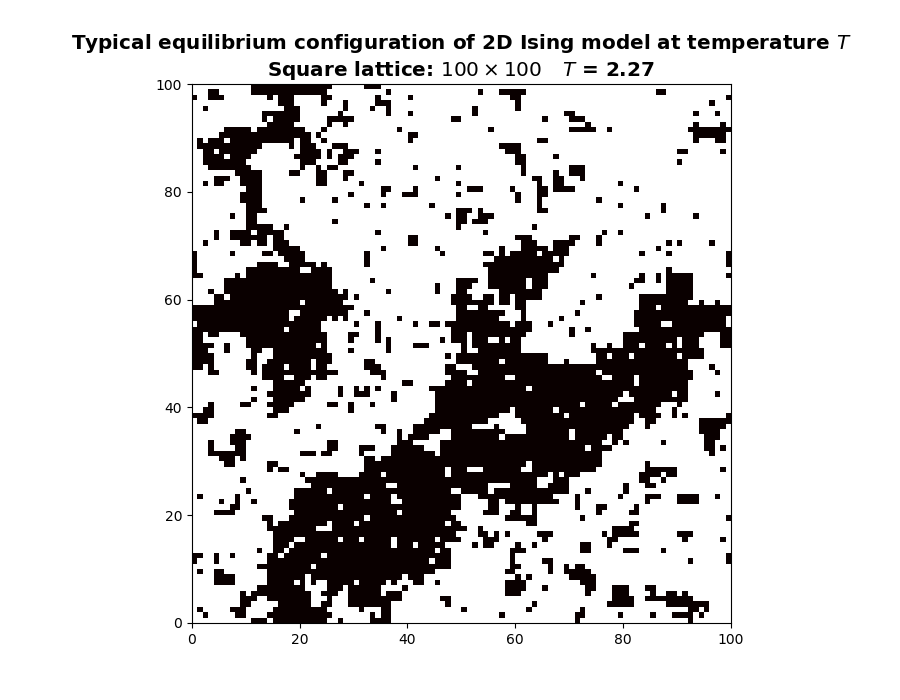 Typical equilibrium configuration of 2D Ising model at temperature T
Square lattice: 100 × 100 T = 2.27
100
80
60
40
20
0
0 20 40 60 80 100